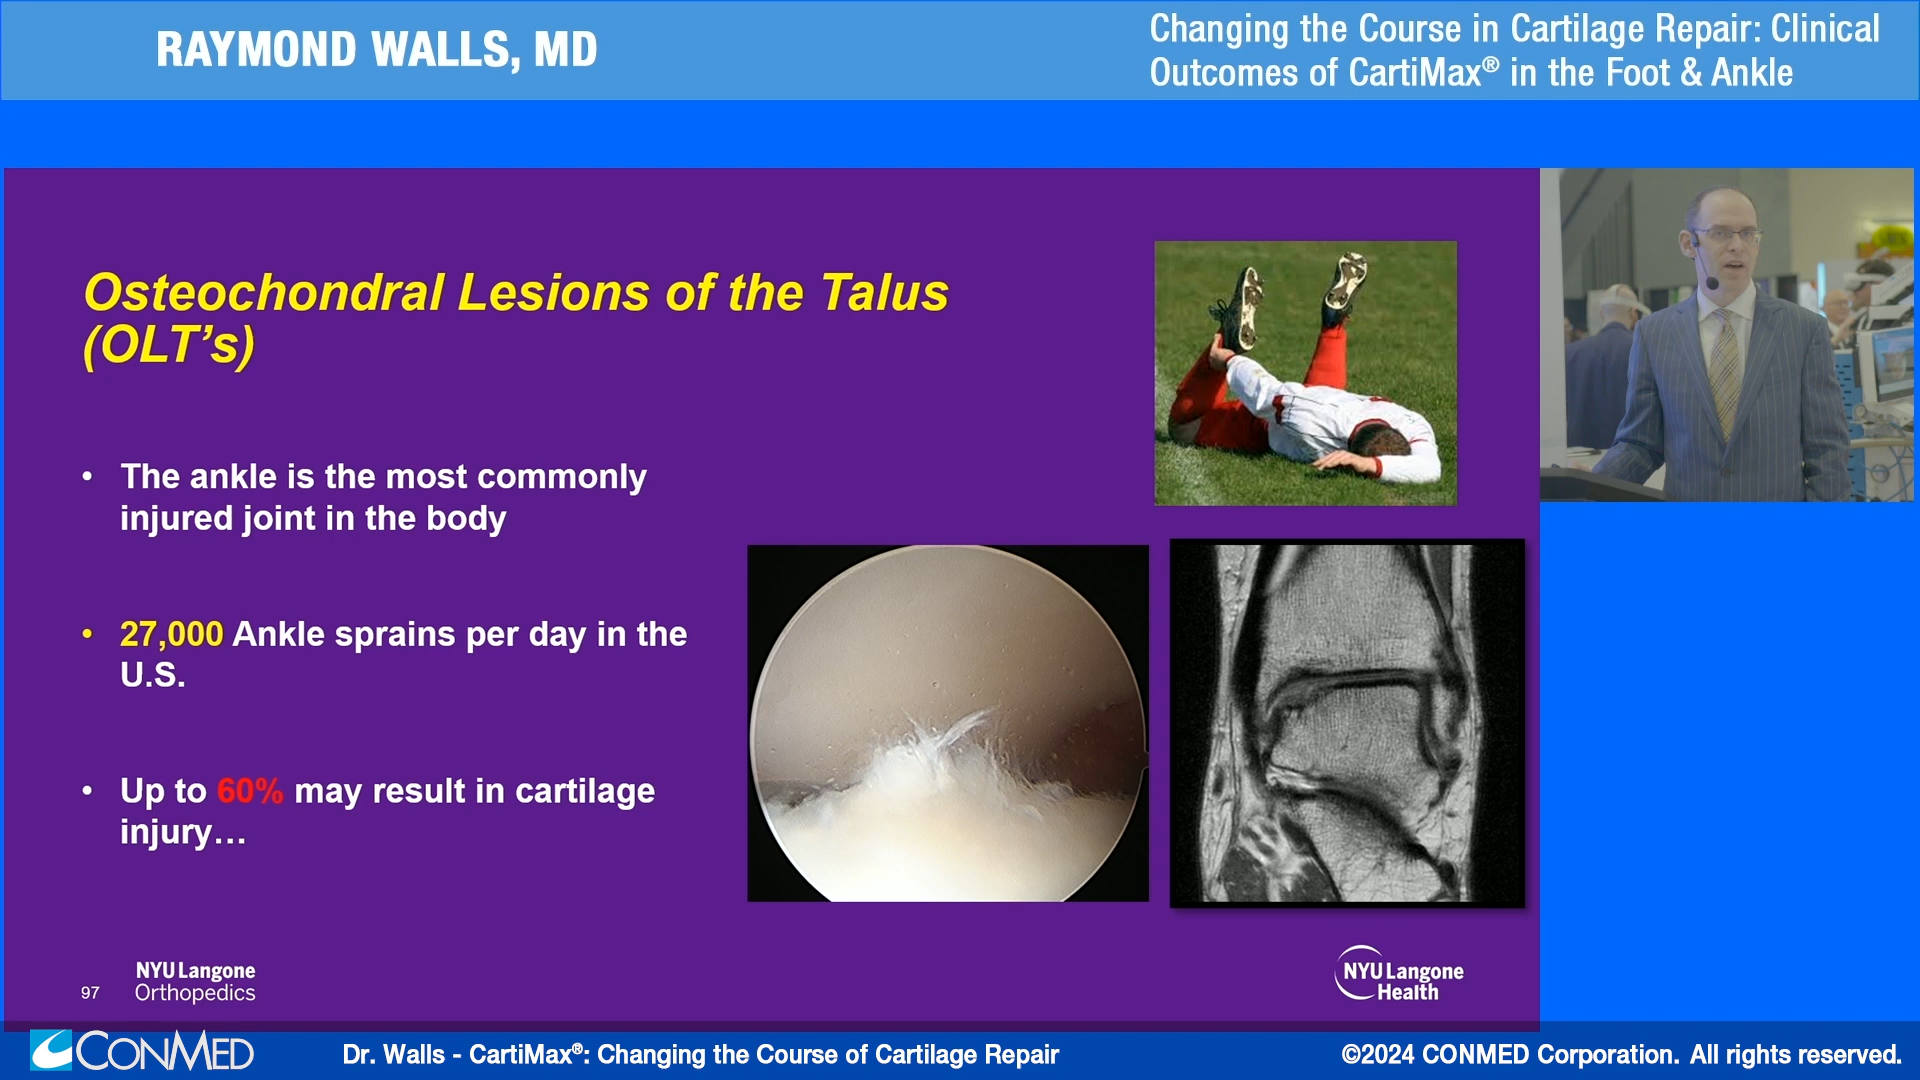 RAYMOND WALLS, MD
Changing the Course in Cartilage Repair: Clinical
Outcomes of CartiMax® in the Foot & Ankle
Osteochondral Lesions of the Talus
(OLT’s)
• The ankle is the most commonly
injured joint in the body
• 27,000 Ankle sprains per day in the
U.S.
• Up to 60% may result in cartilage
injury…
97
NYU Langone
Orthopedics
NYU Langone
Health
CONMED
Dr. Walls - CartiMax®: Changing the Course of Cartilage Repair
©2024 CONMED Corporation. All rights reserved.